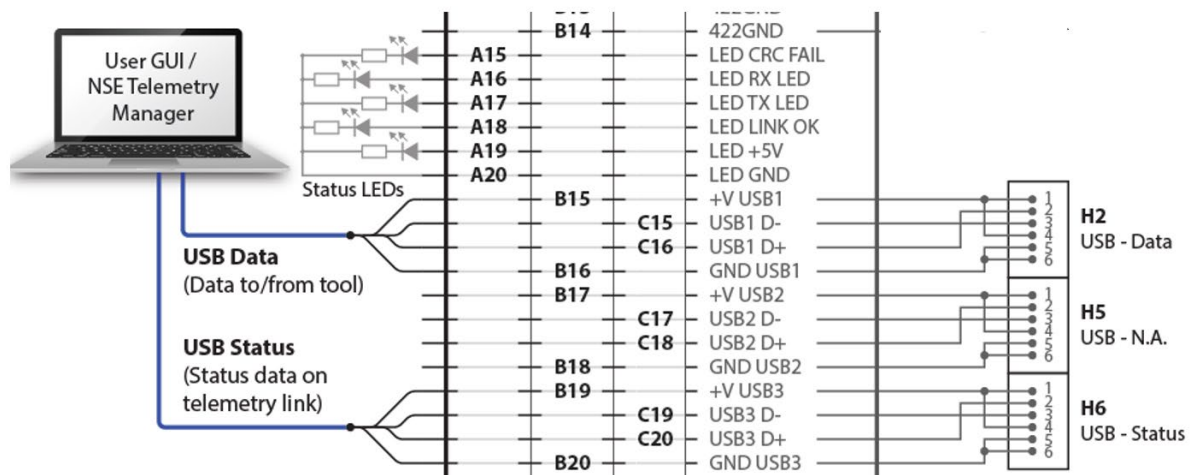 User GUI /
NSE Telemetry
Manager
Status LEDs
USB Data
(Data to/from tool)
USB Status
(Status data on
telemetry link)
B14 422GND
A15 LED CRC FAIL
A16 LED RX LED
A17 LED TX LED
A18 LED LINK OK
A19 LED +5V
A20 LED GND
B15 +V USB1
C15 USB1 D-
C16 USB1 D+
B16 GND USB1
B17 +V USB2
C17 USB2 D-
C18 USB2 D+
B18 GND USB2
B19 +V USB3
C19 USB3 D-
C20 USB3 D+
B20 GND USB3
1
2
3
4
5
6
H2
USB - Data
1
2
3
4
5
6
H5
USB - N.A.
1
2
3
4
5
6
H6
USB - Status